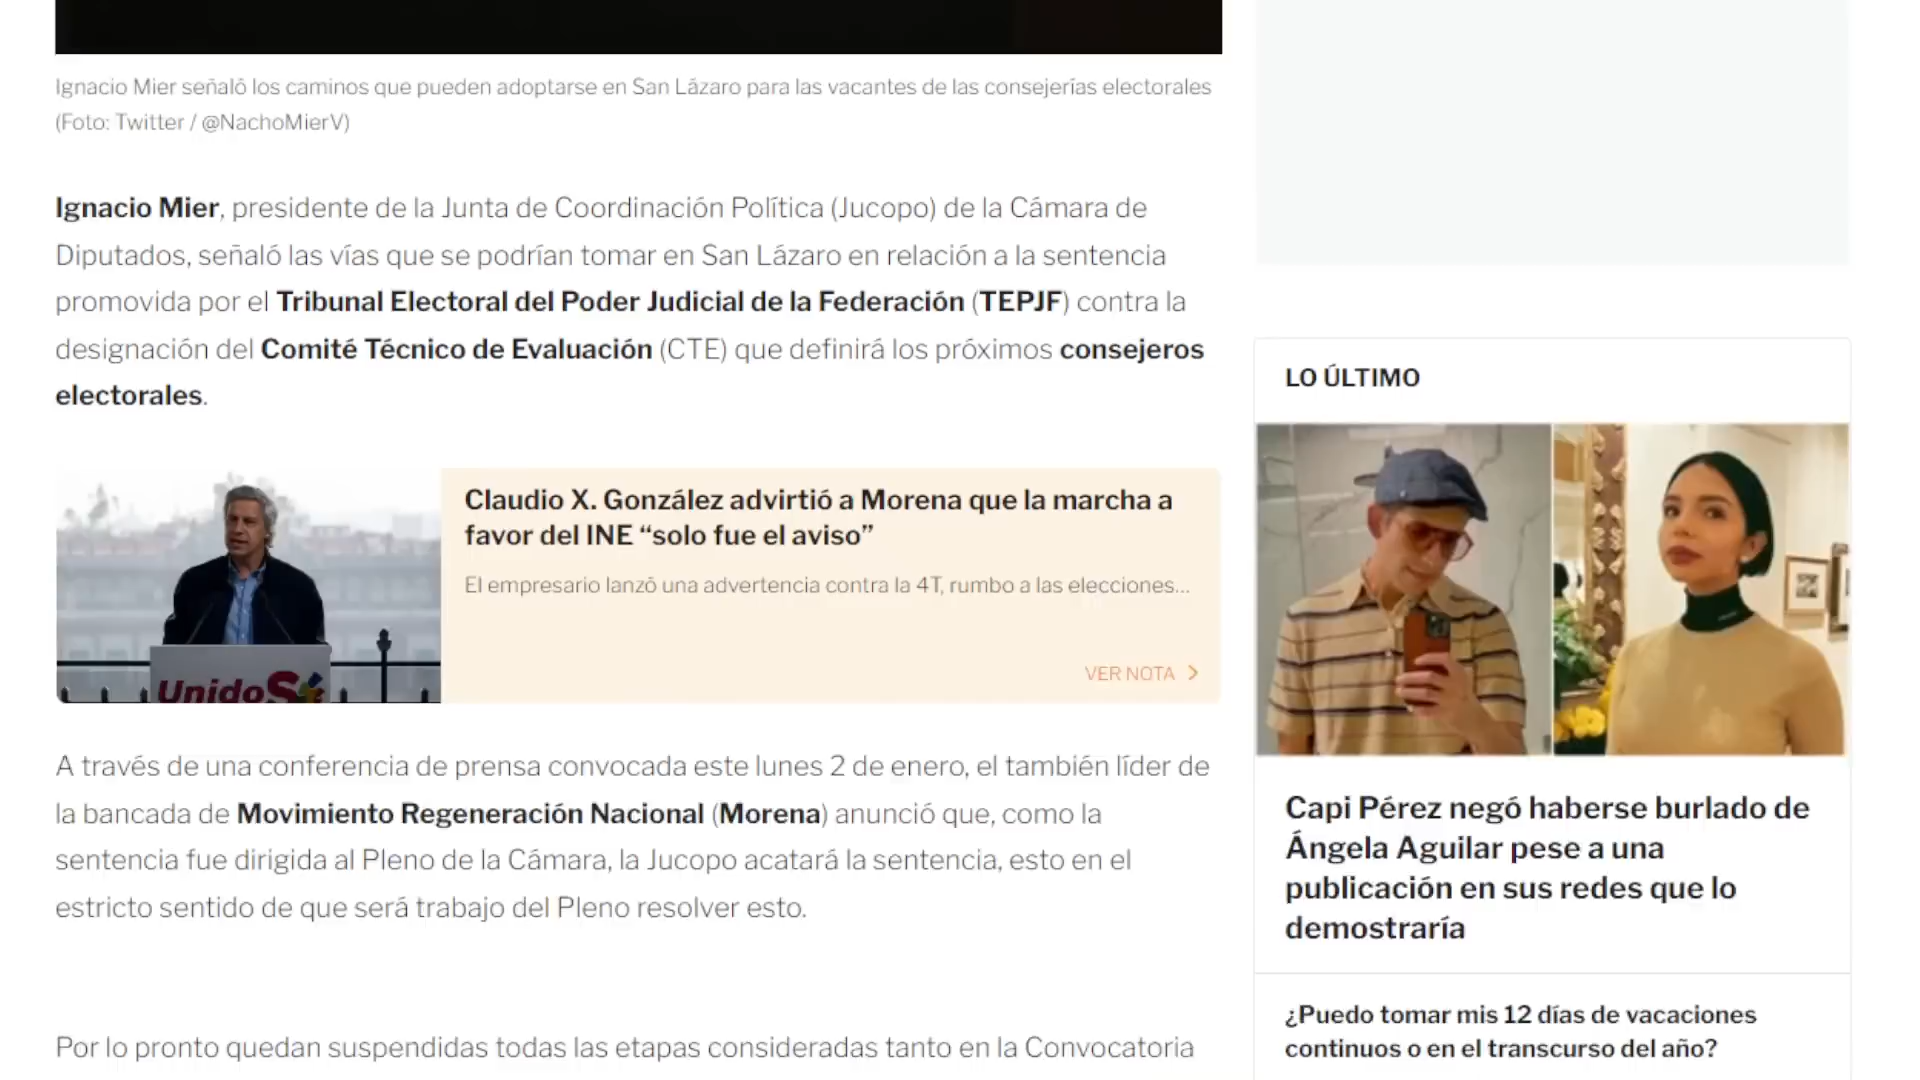 Ignacio Mier señaló los caminos que pueden adoptarse en San Lázaro para las vacantes de las consejerías electorales
(Foto: Twitter / @NachoMierV)
Ignacio Mier, presidente de la Junta de Coordinación Política (Jucopo) de la Cámara de
Diputados, señaló las vías que se podrían tomar en San Lázaro en relación a la sentencia
promovida por el Tribunal Electoral del Poder Judicial de la Federación (TEPJF) contra la
designación del Comité Técnico de Evaluación (CTE) que definirá los próximos consejeros
electorales.
UnidoS
Claudio X. González advirtió a Morena que la marcha a
favor del INE “solo fue el aviso”
El empresario lanzó una advertencia contra la 4T, rumbo a las elecciones...
VER NOTA
A través de una conferencia de prensa convocada este lunes 2 de enero, el también líder de
la bancada de Movimiento Regeneración Nacional (Morena) anunció que, como la
sentencia fue dirigida al Pleno de la Cámara, la Jucopo acatará la sentencia, esto en el
estricto sentido de que será trabajo del Pleno resolver esto.
Por lo pronto quedan suspendidas todas las etapas consideradas tanto en la Convocatoria
LO ÚLTIMO
Capi Pérez negó haberse burlado de
Ángela Aguilar pese a una
publicación en sus redes que lo
demostraría
¿Puedo tomar mis 12 días de vacaciones
continuos o en el transcurso del año?